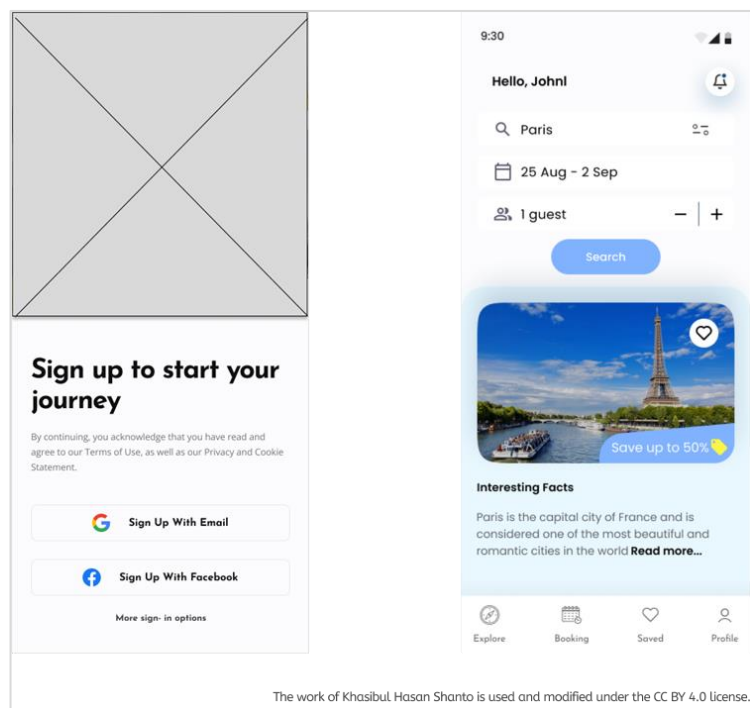 Sign up to start your
journey
By continuing, you acknowledge that you have read and
agree to our Terms of Use, as well as our Privacy and Cookie
Statement.
Sign Up With Email
Sign Up With Facebook
More sign- in options
9:30
Hello, Johnl
Paris
25 Aug - 2 Sep
1 guest
Search
Save up to 50%
Interesting Facts
Paris is the capital city of France and is
considered one of the most beautiful and
romantic cities in the world Read more...
Explore Booking Saved Profile
The work of Khasibul Hasan Shanto is used and modified under the CC BY 4.0 license.